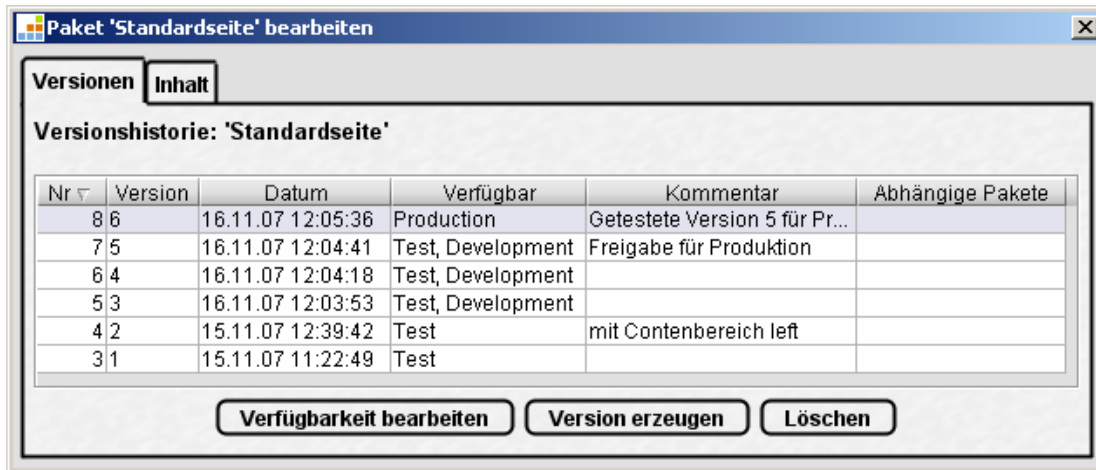 Paket 'Standardseite' bearbeiten
Versionen Inhalt
Versionshistorie: 'Standardseite'
Nr Version Datum Verfügbar Kommentar Abhängige Pakete
8 6 16.11.07 12:05:36 Production Getestete Version 5 für Pr...
7 5 16.11.07 12:04:41 Test, Development Freigabe für Produktion
6 4 16.11.07 12:04:18 Test, Development
5 3 16.11.07 12:03:53 Test, Development
4 2 15.11.07 12:39:42 Test mit Contenbereich left
3 1 15.11.07 11:22:49 Test
Verfügbarkeit bearbeiten Version erzeugen Löschen